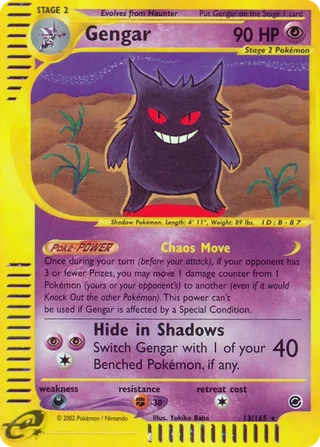 STAGE 2 Evolves from Haunter Put Gengar on the Stage 1 card
Gengar 90 HP
Stage 2 Pokémon
Shadow Pokémon. Length: 4' 11", Weight: 89 lbs. ID:B-87
Poké-POWER Chaos Move
Once during your turn (before your attack), if your opponent has
3 or fewer Prizes, you may move 1 damage counter from 1
Pokémon (yours or your opponent's) to another (even if it would
Knock Out the other Pokémon). This power can't
be used if Gengar is affected by a Special Condition.
Hide in Shadows
Switch Gengar with 1 of your 40
Benched Pokémon, if any.
weakness resistance retreat cost
-30
Illus. Yukiko Baba 13/165 ★
e ©2002 Pokémon / Nintendo